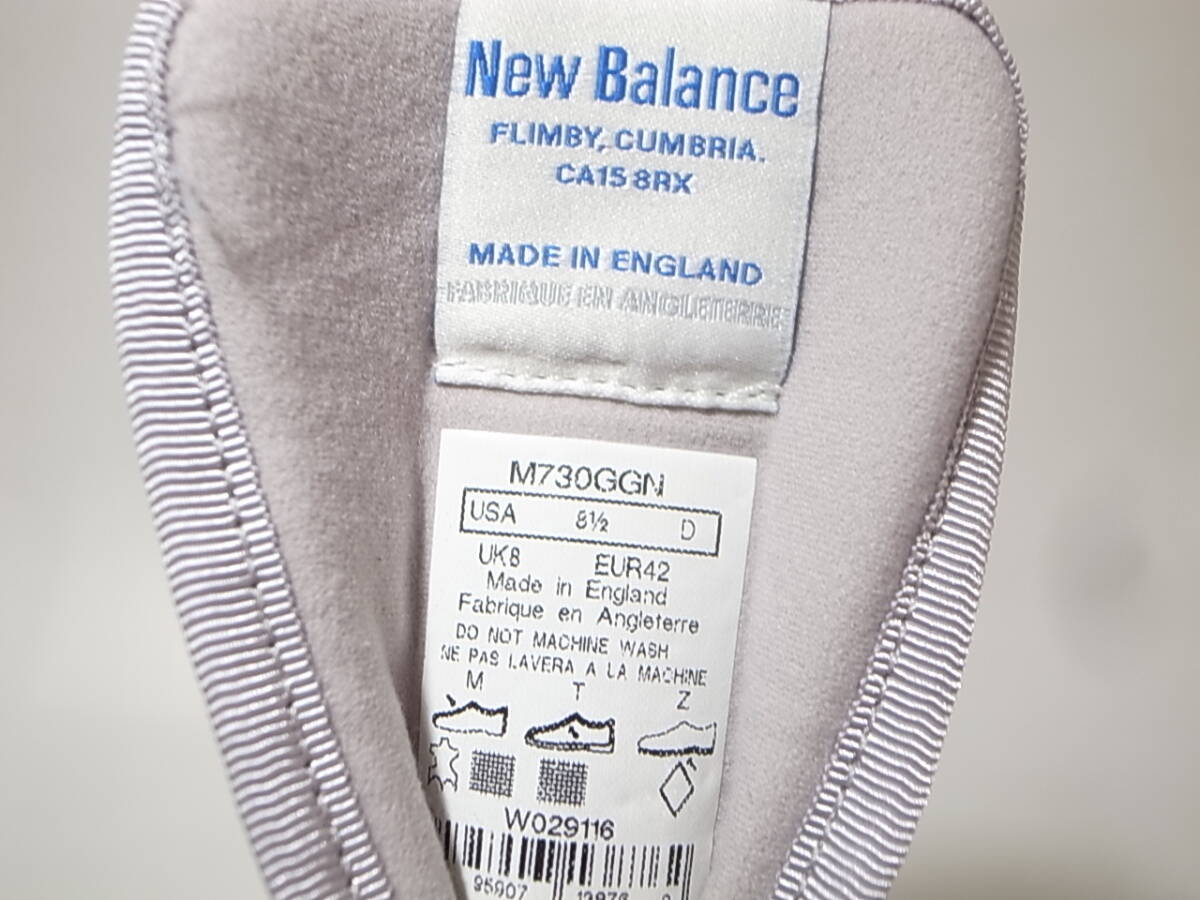 New Balance
FLIMBY, CUMBRIA.
CA15 8RX
MADE IN ENGLAND
FABRIQUE EN ANGLETERRE
M730GGN
USA 8½ D
UK8 EUR42
Made in England
Fabrique en Angleterre
DO NOT MACHINE WASH
NE PAS LAVERA A LA MACHINE
M T Z
W029116
95907